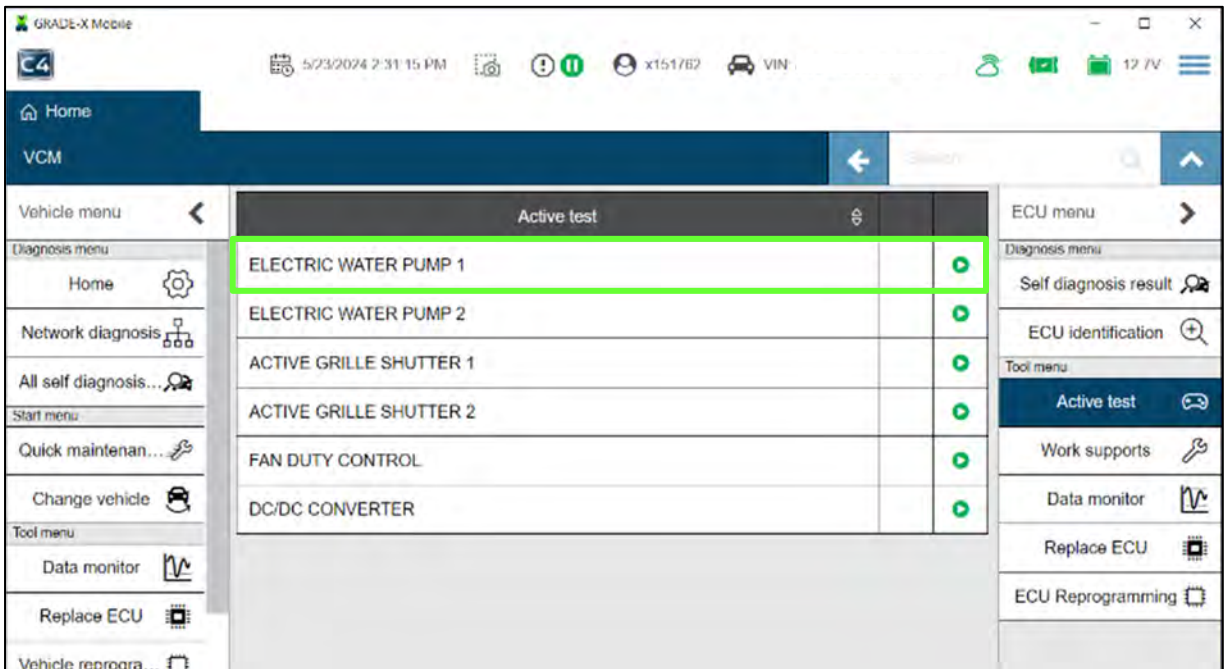 GRADE-X Mobile
C4
5/23/2024 2:31:15 PM
x151762
VIN
12.7V
Home
VCM
Search
Vehicle menu
Diagnosis menu
Home
Network diagnosis
All self diagnosis...
Start menu
Quick maintenan...
Change vehicle
Tool menu
Data monitor
Replace ECU
Vehicle reprogra...
Active test
ELECTRIC WATER PUMP 1
ELECTRIC WATER PUMP 2
ACTIVE GRILLE SHUTTER 1
ACTIVE GRILLE SHUTTER 2
FAN DUTY CONTROL
DC/DC CONVERTER
ECU menu
Diagnosis menu
Self diagnosis result
ECU identification
Tool menu
Active test
Work supports
Data monitor
Replace ECU
ECU Reprogramming